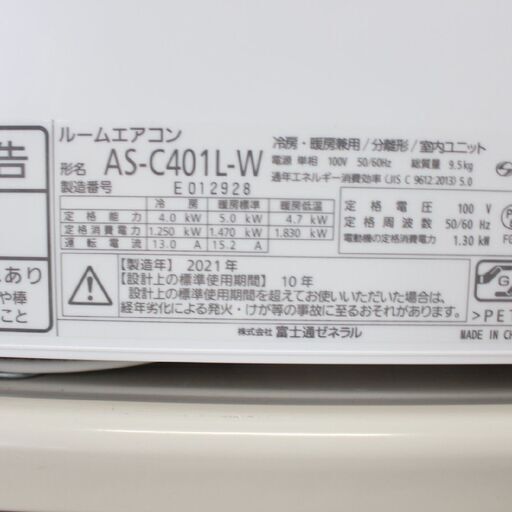 告
ルームエアコン
形名 AS-C401L-W
製造番号 E012928
冷房・暖房兼用/分離形/室内ユニット
電源 単相 100V 50/60Hz 総質量 9.5kg
通年エネルギー消費効率(JIS C 9612:2013) 5.0
冷房 暖房標準 暖房低温
定格能力 4.0 kW 5.0 kW 4.7 kW
定格消費電力 1.250 kW 1.470 kW 1.830 kW
運転電流 13.0 A 15.2 A
定格電圧 100 V
定格周波数 50/60 Hz
電動機の定格消費電力 1.30 kW
あり
や棒
こと
【製造年】2021年
【設計上の標準使用期間】10年
設計上の標準使用期間を超えてお使いいただいた場合は、
経年劣化による発火・けが等の事故に至るおそれがあります。
株式会社 富士通ゼネラル
G
>PET
MADE IN CH